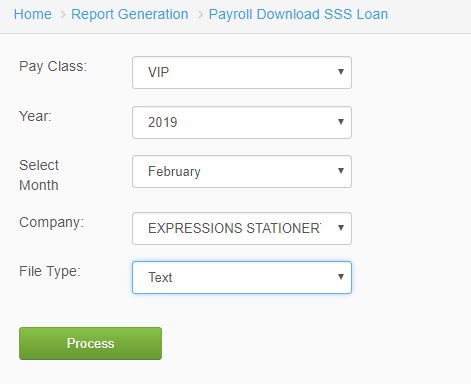 Home > Report Generation > Payroll Download SSS Loan
Pay Class: VIP
Year: 2019
Select February
Month
Company: EXPRESSIONS STATIONERY
File Type: Text
Process